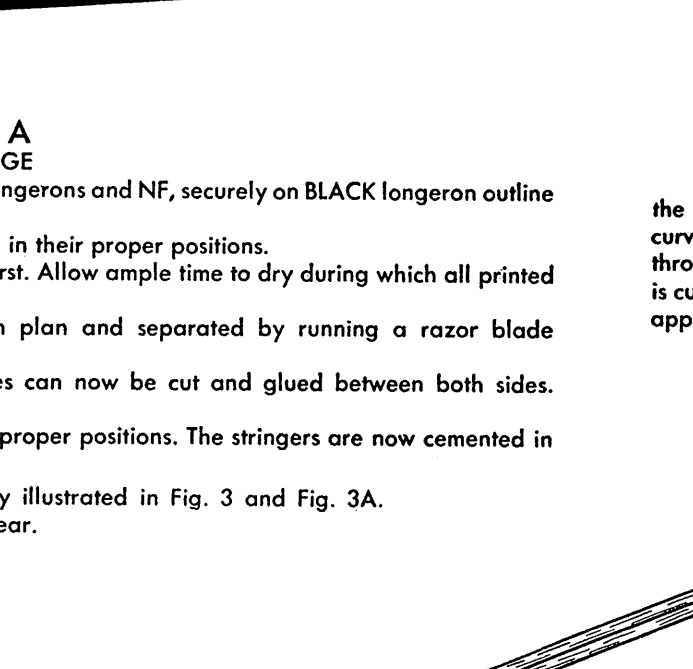 A
GE
ngerons and NF, securely on BLACK longeron outline
in their proper positions.
rst. Allow ample time to dry during which all printed
n plan and separated by running a razor blade
es can now be cut and glued between both sides.
proper positions. The stringers are now cemented in
y illustrated in Fig. 3 and Fig. 3A.
ear.
the
curv
thro
is cu
app